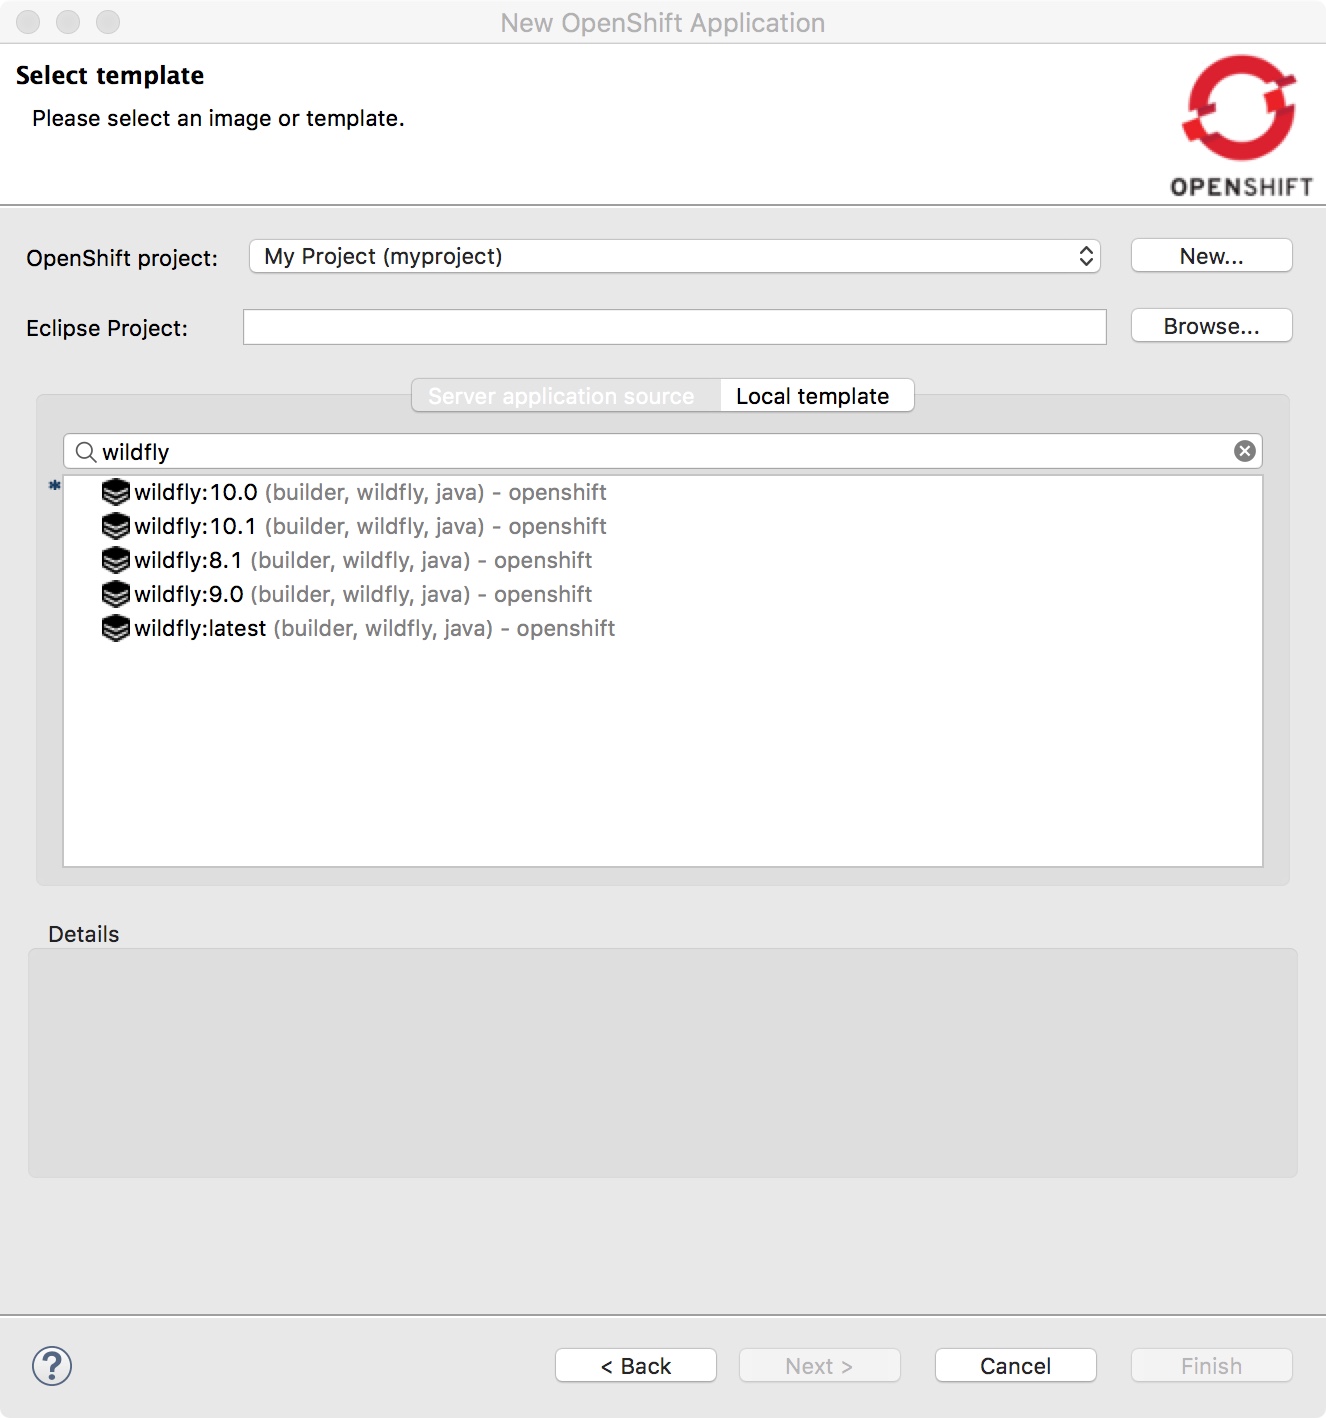 New OpenShift Application
Select template
Please select an image or template.
OPENSHIFT
OpenShift project: My Project (myproject) New...
Eclipse Project: Browse...
Server application source Local template
wildfly
* wildfly:10.0 (builder, wildfly, java) - openshift
wildfly:10.1 (builder, wildfly, java) - openshift
wildfly:8.1 (builder, wildfly, java) - openshift
wildfly:9.0 (builder, wildfly, java) - openshift
wildfly:latest (builder, wildfly, java) - openshift
Details
? < Back Next > Cancel Finish